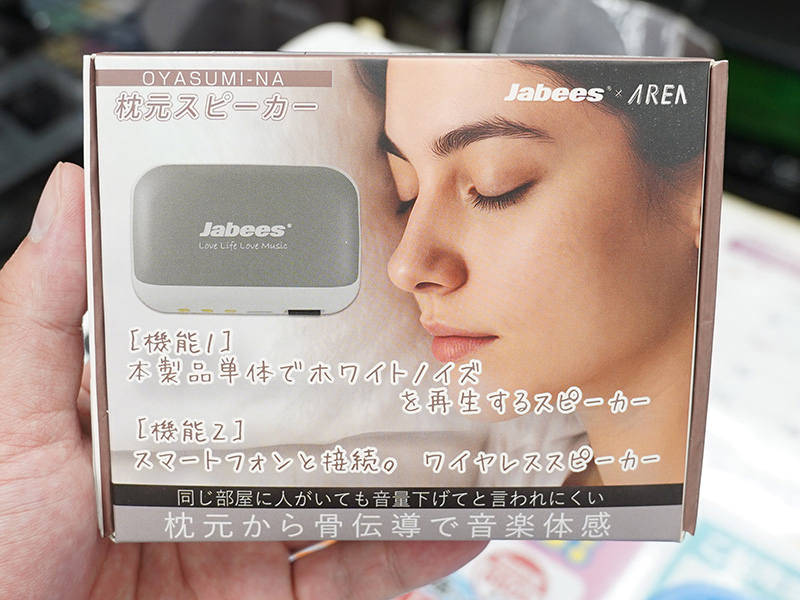 OYASUMI-NA
枕元スピーカー
Jabees® × AREA
Jabees®
Love Life Love Music
[機能1]
本製品単体でホワイトノイズ
を再生するスピーカー
[機能2]
スマートフォンと接続。 ワイヤレススピーカー
同じ部屋に人がいても音量下げてと言われにくい
枕元から骨伝導で音楽体感